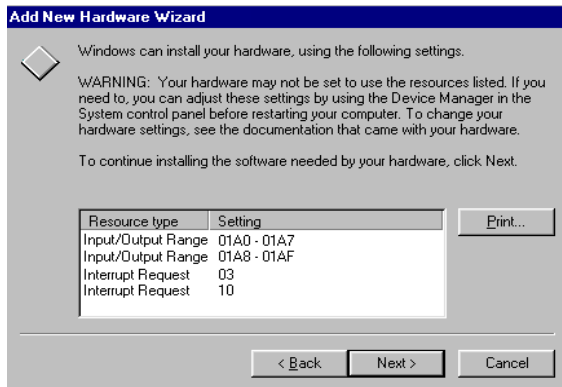 Add New Hardware Wizard
Windows can install your hardware, using the following settings.
WARNING: Your hardware may not be set to use the resources listed. If you
need to, you can adjust these settings by using the Device Manager in the
System control panel before restarting your computer. To change your
hardware settings, see the documentation that came with your hardware.
To continue installing the software needed by your hardware, click Next.
Resource type Setting
Input/Output Range 01A0 - 01A7
Input/Output Range 01A8 - 01AF
Interrupt Request 03
Interrupt Request 10
Print...
< Back Next > Cancel